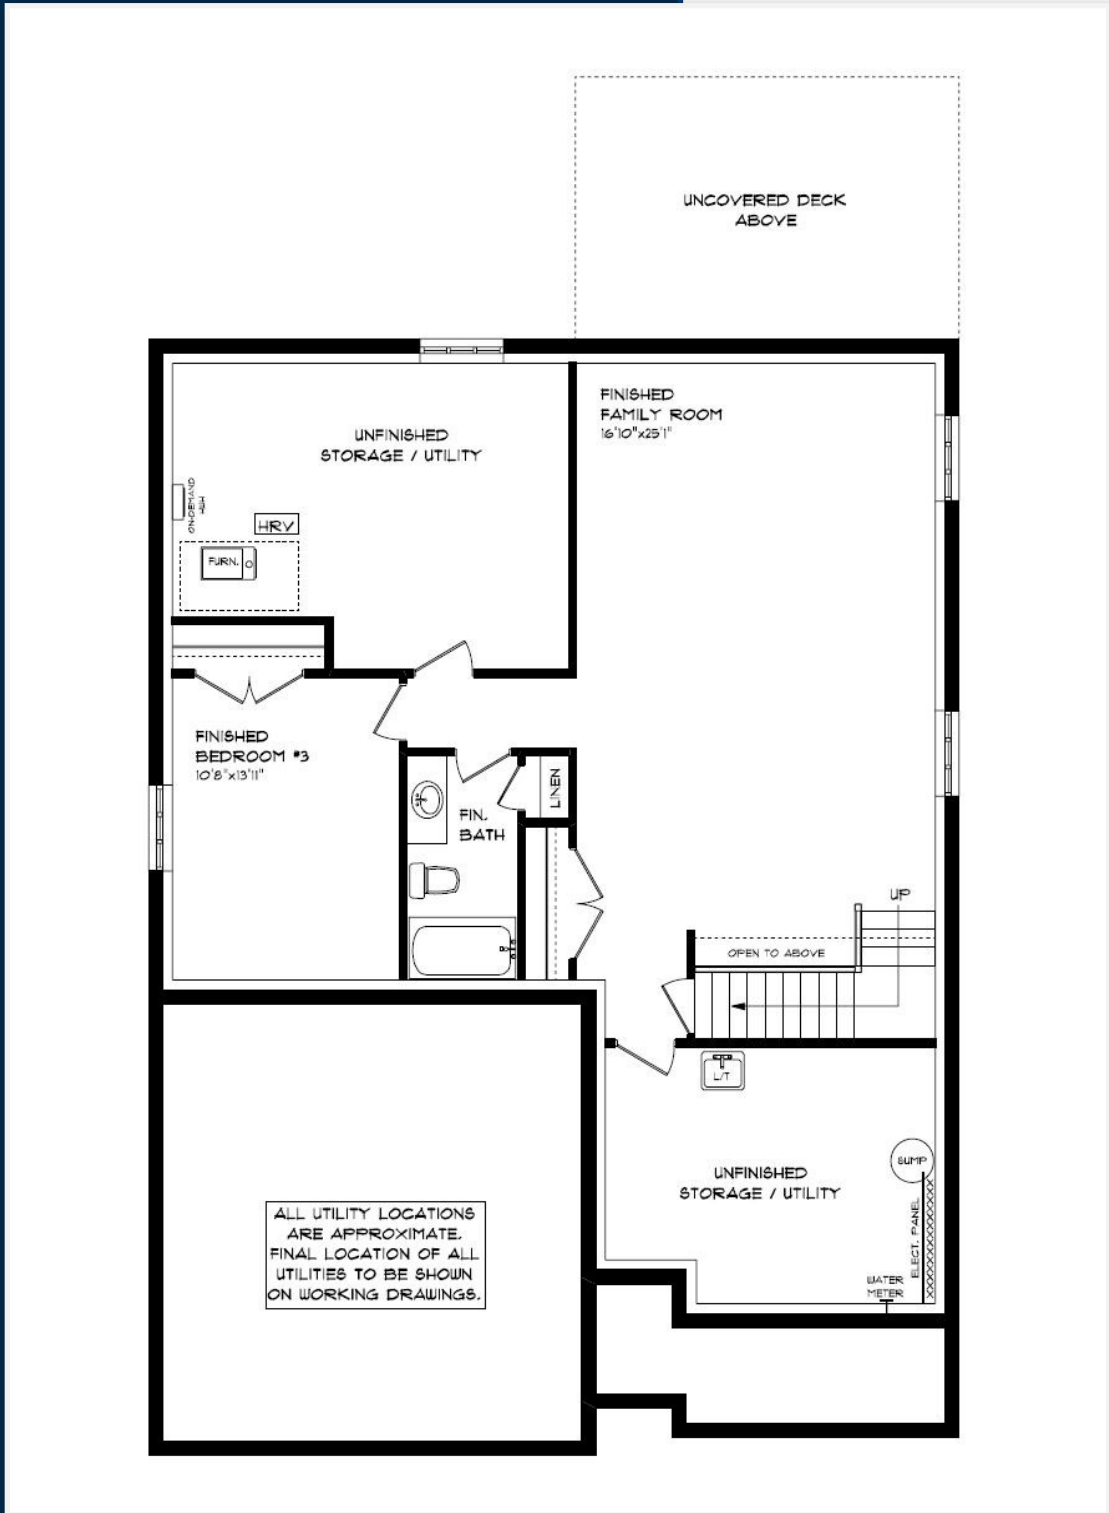 UNCOVERED DECK
ABOVE
FINISHED
FAMILY ROOM
16'10"x25'1"
UNFINISHED
STORAGE / UTILITY
ON-DEMAND
HWH
HRV
FURN.
FINISHED
BEDROOM #3
10'8"x13'11"
LINEN
FIN.
BATH
UP
OPEN TO ABOVE
L/T
SUMP
UNFINISHED
STORAGE / UTILITY
ELECT. PANEL
WATER
METER
ALL UTILITY LOCATIONS
ARE APPROXIMATE.
FINAL LOCATION OF ALL
UTILITIES TO BE SHOWN
ON WORKING DRAWINGS.